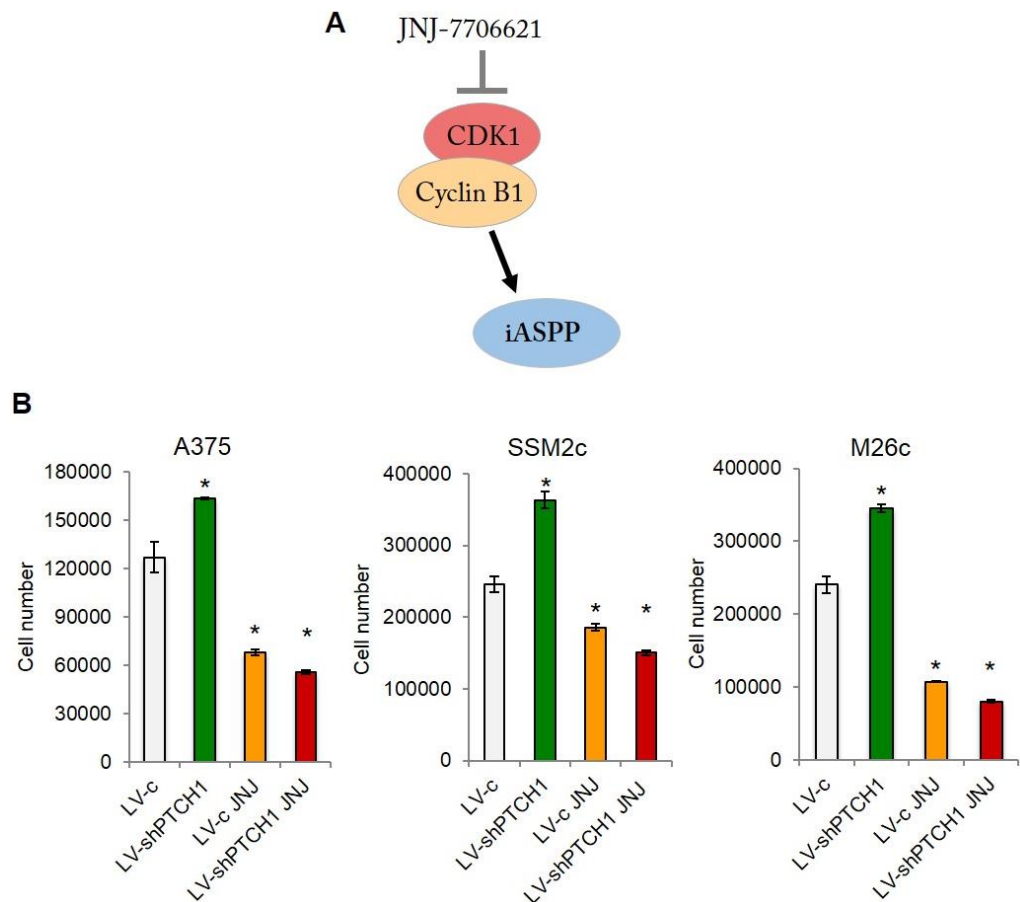 A
JNJ-7706621
CDK1
Cyclin B1
iASPP
B
A375
180000
150000
120000
90000
60000
30000
0
Cell number
*
*
*
LV-c
LV-shPTCH1
LV-c JNJ
LV-shPTCH1 JNJ
SSM2c
400000
300000
200000
100000
0
Cell number
*
*
*
LV-c
LV-shPTCH1
LV-c JNJ
LV-shPTCH1 JNJ
M26c
400000
300000
200000
100000
0
Cell number
*
*
*
LV-c
LV-shPTCH1
LV-c JNJ
LV-shPTCH1 JNJ